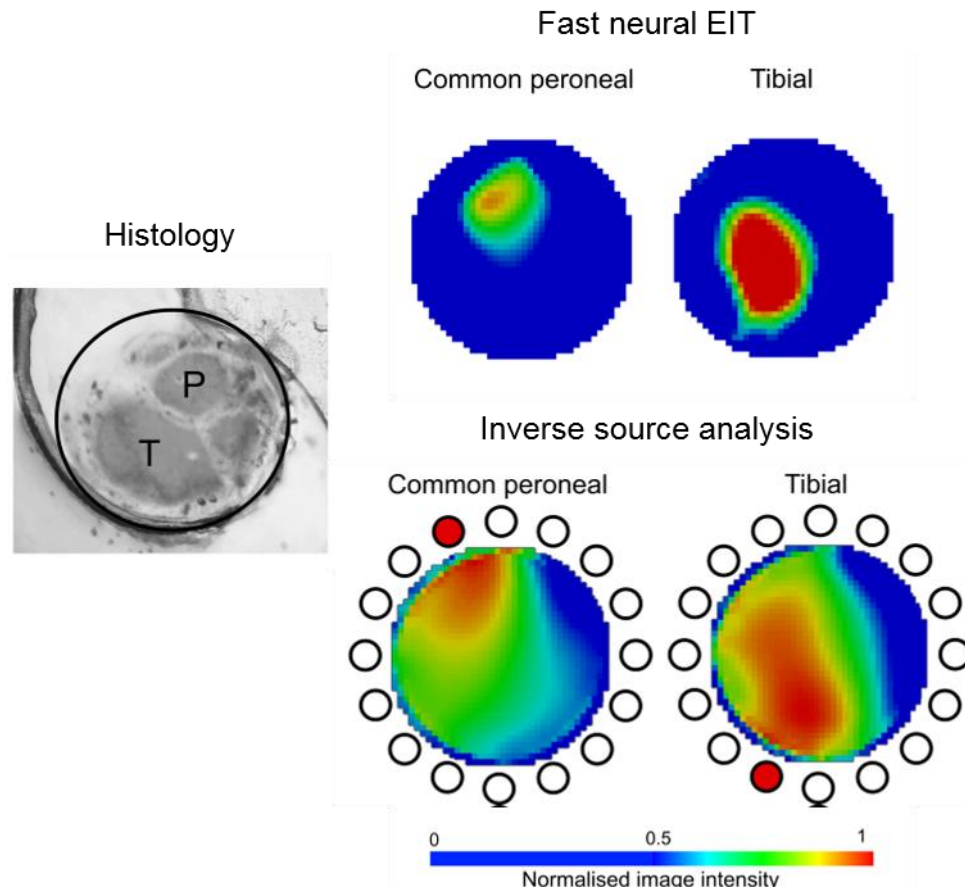 Fast neural EIT
Common peroneal Tibial
Histology
P
T
Inverse source analysis
Common peroneal Tibial
0 0.5 1
Normalised image intensity